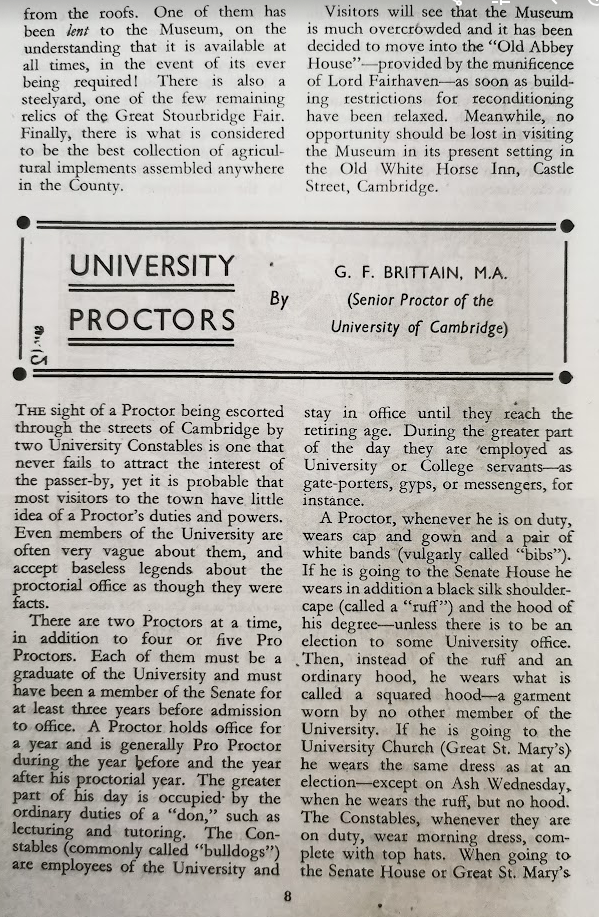 from the roofs. One of them has
been lent to the Museum, on the
understanding that it is available at
all times, in the event of its ever
being required! There is also a
steelyard, one of the few remaining
relics of the Great Stourbridge Fair.
Finally, there is what is considered
to be the best collection of agricul-
tural implements assembled anywhere
in the County.
Visitors will see that the Museum
is much overcrowded and it has been
decided to move into the “Old Abbey
House”—provided by the munificence
of Lord Fairhaven—as soon as build-
ing restrictions for reconditioning
have been relaxed. Meanwhile, no
opportunity should be lost in visiting
the Museum in its present setting in
the Old White Horse Inn, Castle
Street, Cambridge.
UNIVERSITY
PROCTORS
By
G. F. BRITTAIN, M.A.
(Senior Proctor of the
University of Cambridge)
THE sight of a Proctor being escorted
through the streets of Cambridge by
two University Constables is one that
never fails to attract the interest of
the passer-by, yet it is probable that
most visitors to the town have little
idea of a Proctor’s duties and powers.
Even members of the University are
often very vague about them, and
accept baseless legends about the
proctorial office as though they were
facts.
There are two Proctors at a time,
in addition to four or five Pro
Proctors. Each of them must be a
graduate of the University and must
have been a member of the Senate for
at least three years before admission
to office. A Proctor holds office for
a year and is generally Pro Proctor
during the year before and the year
after his proctorial year. The greater
part of his day is occupied by the
ordinary duties of a “don,” such as
lecturing and tutoring. The Con-
stables (commonly called “bulldogs”)
are employees of the University and
stay in office until they reach the
retiring age. During the greater part
of the day they are employed as
University or College servants—as
gate-porters, gyps, or messengers, for
instance.
A Proctor, whenever he is on duty,
wears cap and gown and a pair of
white bands (vulgarly called “bibs”).
If he is going to the Senate House he
wears in addition a black silk shoulder-
cape (called a “ruff”) and the hood of
his degree—unless there is to be an
election to some University office.
Then, instead of the ruff and an
ordinary hood, he wears what is
called a squared hood—a garment
worn by no other member of the
University. If he is going to the
University Church (Great St. Mary’s)
he wears the same dress as at an
election—except on Ash Wednesday,
when he wears the ruff, but no hood.
The Constables, whenever they are
on duty, wear morning dress, com-
plete with top hats. When going to
the Senate House or Great St. Mary’s
8